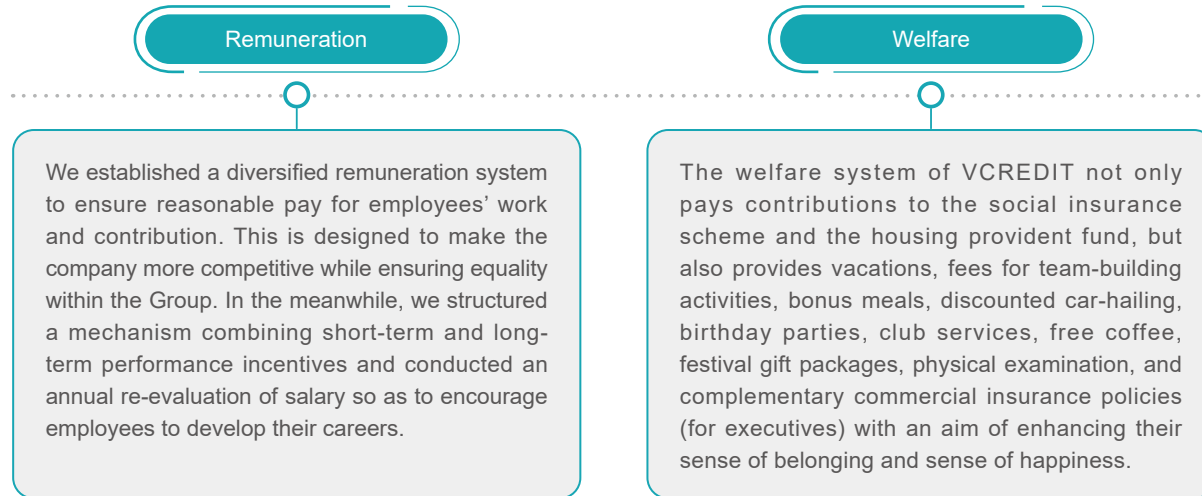 Remuneration
We established a diversified remuneration system
to ensure reasonable pay for employees’ work
and contribution. This is designed to make the
company more competitive while ensuring equality
within the Group. In the meanwhile, we structured
a mechanism combining short-term and long-
term performance incentives and conducted an
annual re-evaluation of salary so as to encourage
employees to develop their careers.
Welfare
The welfare system of VCREDIT not only
pays contributions to the social insurance
scheme and the housing provident fund, but
also provides vacations, fees for team-building
activities, bonus meals, discounted car-hailing,
birthday parties, club services, free coffee,
festival gift packages, physical examination, and
complementary commercial insurance policies
(for executives) with an aim of enhancing their
sense of belonging and sense of happiness.